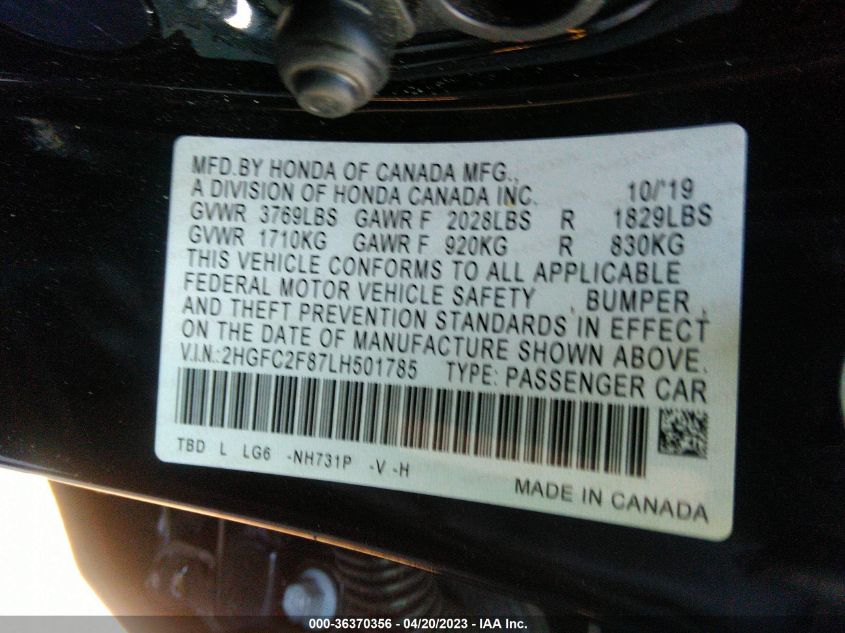 MFD.BY HONDA OF CANADA MFG.,
A DIVISION OF HONDA CANADA INC. 10/'19
GVWR 3769LBS GAWR F 2028LBS R 1829LBS
GVWR 1710KG GAWR F 920KG R 830KG
THIS VEHICLE CONFORMS TO ALL APPLICABLE
FEDERAL MOTOR VEHICLE SAFETY , BUMPER ,
AND THEFT PREVENTION STANDARDS IN EFFECT
ON THE DATE OF MANUFACTURE SHOWN ABOVE.
V.I.N.:2HGFC2F87LH501785 TYPE: PASSENGER CAR
TBD L LG6 -NH731P -V -H
MADE IN CANADA
000-36370356 - 04/20/2023 - IAA Inc.